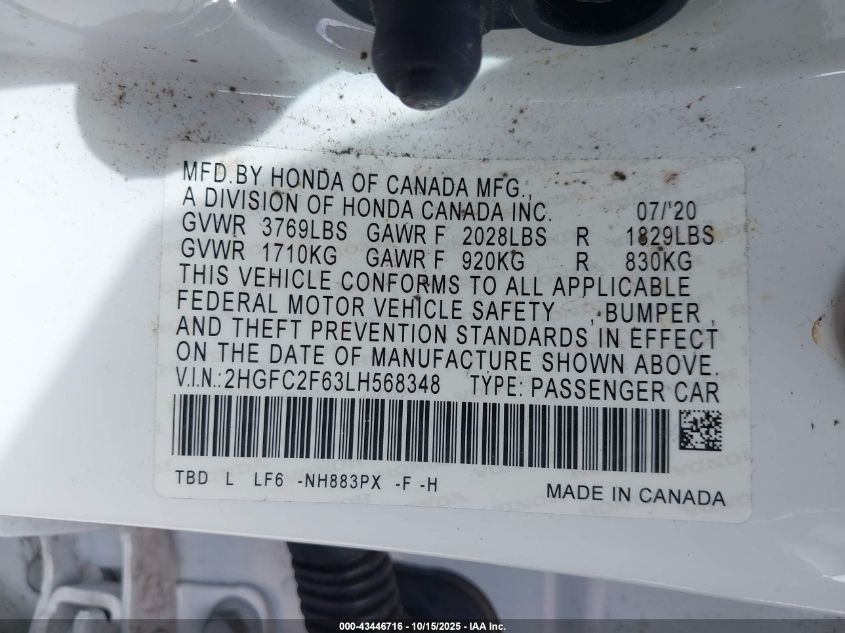 MFD.BY HONDA OF CANADA MFG.,
A DIVISION OF HONDA CANADA INC. 07/'20
GVWR 3769LBS GAWR F 2028LBS R 1829LBS
GVWR 1710KG GAWR F 920KG R 830KG
THIS VEHICLE CONFORMS TO ALL APPLICABLE
FEDERAL MOTOR VEHICLE SAFETY , BUMPER ,
AND THEFT PREVENTION STANDARDS IN EFFECT
ON THE DATE OF MANUFACTURE SHOWN ABOVE.
V.I.N.: 2HGFC2F63LH568348 TYPE: PASSENGER CAR
TBD L LF6 -NH883PX -F -H
MADE IN CANADA
000-43446716 - 10/15/2025 - IAA Inc.